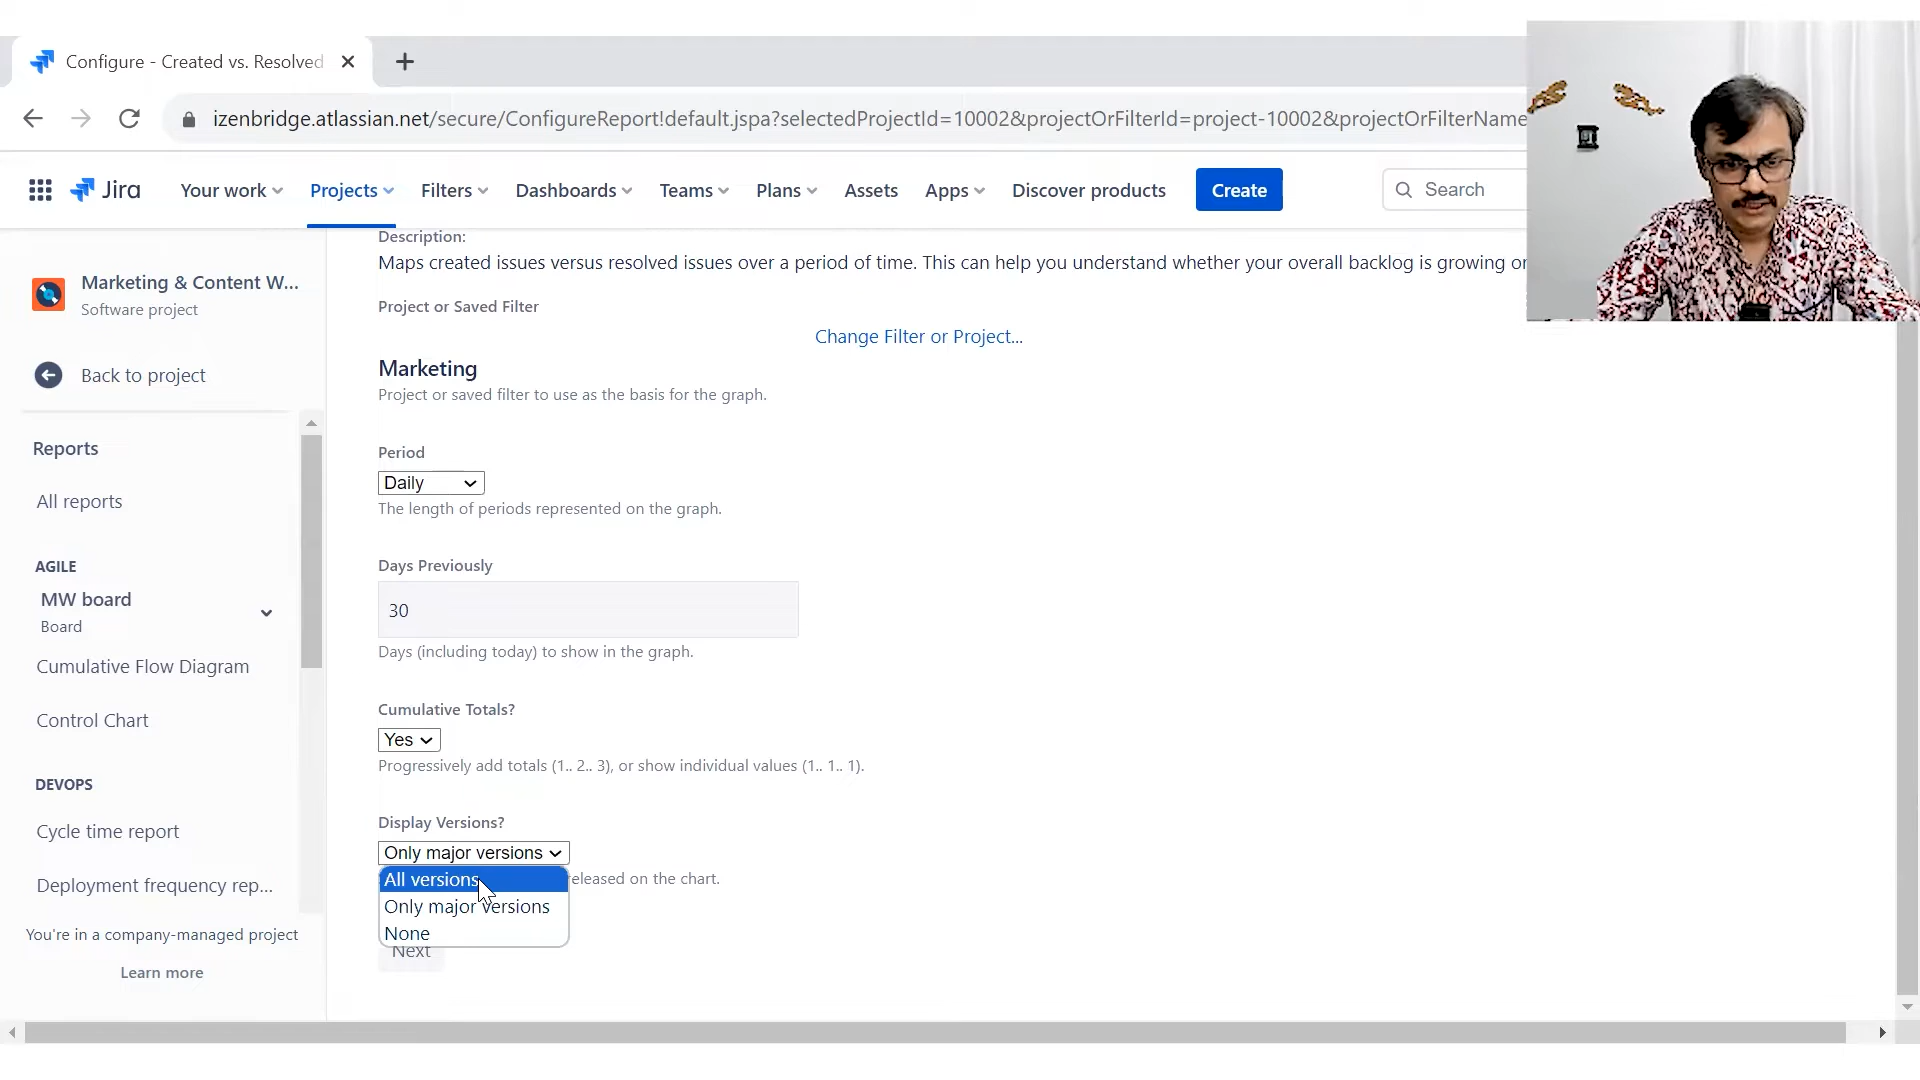 Configure - Created vs. Resolved
izenbridge.atlassian.net/secure/ConfigureReport!default.jspa?selectedProjectId=10002&projectOrFilterId=project-10002&projectOrFilterName
Jira
Your work
Projects
Filters
Dashboards
Teams
Plans
Assets
Apps
Discover products
Create
Search
Marketing & Content W...
Software project
Back to project
Reports
All reports
AGILE
MW board
Board
Cumulative Flow Diagram
Control Chart
DEVOPS
Cycle time report
Deployment frequency rep...
You're in a company-managed project
Learn more
Description:
Maps created issues versus resolved issues over a period of time. This can help you understand whether your overall backlog is growing or
Project or Saved Filter
Change Filter or Project...
Marketing
Project or saved filter to use as the basis for the graph.
Period
Daily
The length of periods represented on the graph.
Days Previously
30
Days (including today) to show in the graph.
Cumulative Totals?
Yes
Progressively add totals (1.. 2.. 3), or show individual values (1.. 1.. 1).
Display Versions?
Only major versions
All versions
released on the chart.
Only major versions
None
Next